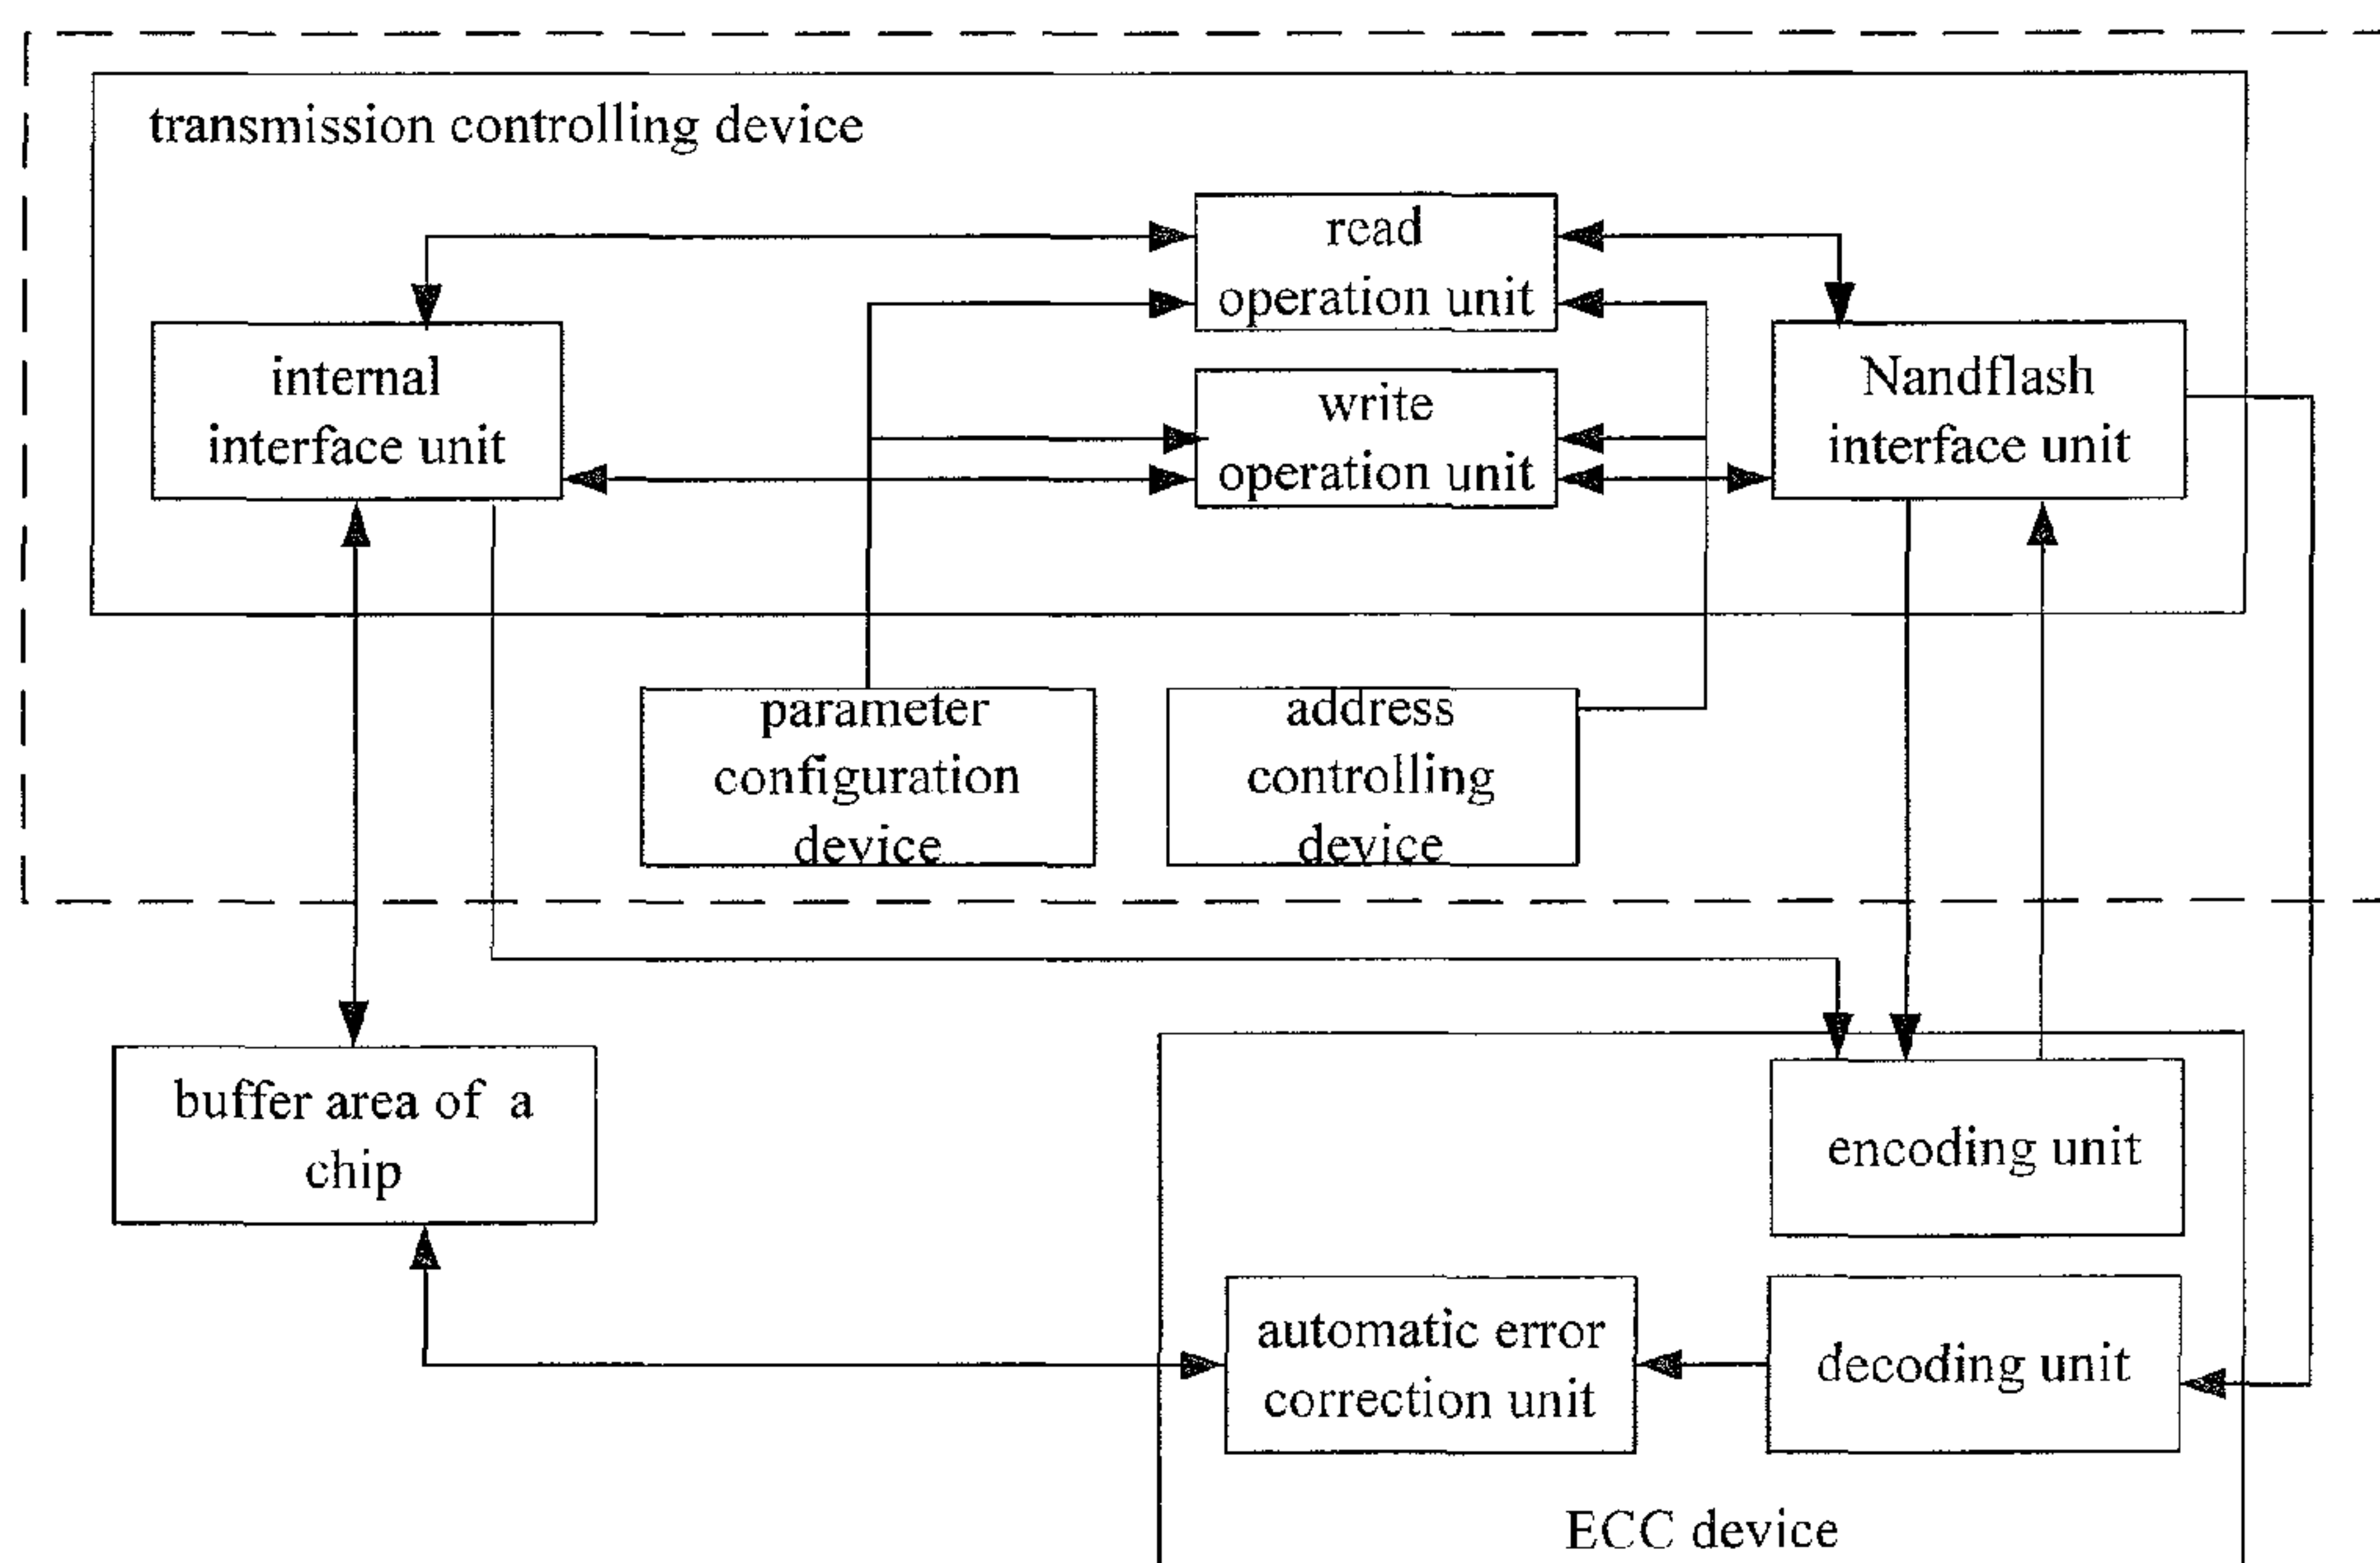 transmission controlling device
read
operation unit
internal
interface unit
write
operation unit
Nandflash
interface unit
parameter
configuration
device
address
controlling
device
buffer area of a
chip
encoding unit
automatic error
correction unit
decoding unit
ECC device